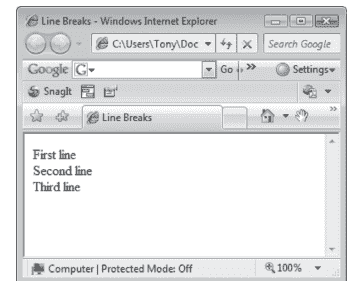 Line Breaks - Windows Internet Explorer
C:\Users\Tony\Doc
Search Google
Google
G
Go
»
Settings
SnagIt
Line Breaks
»
First line
Second line
Third line
Computer | Protected Mode: Off
100%